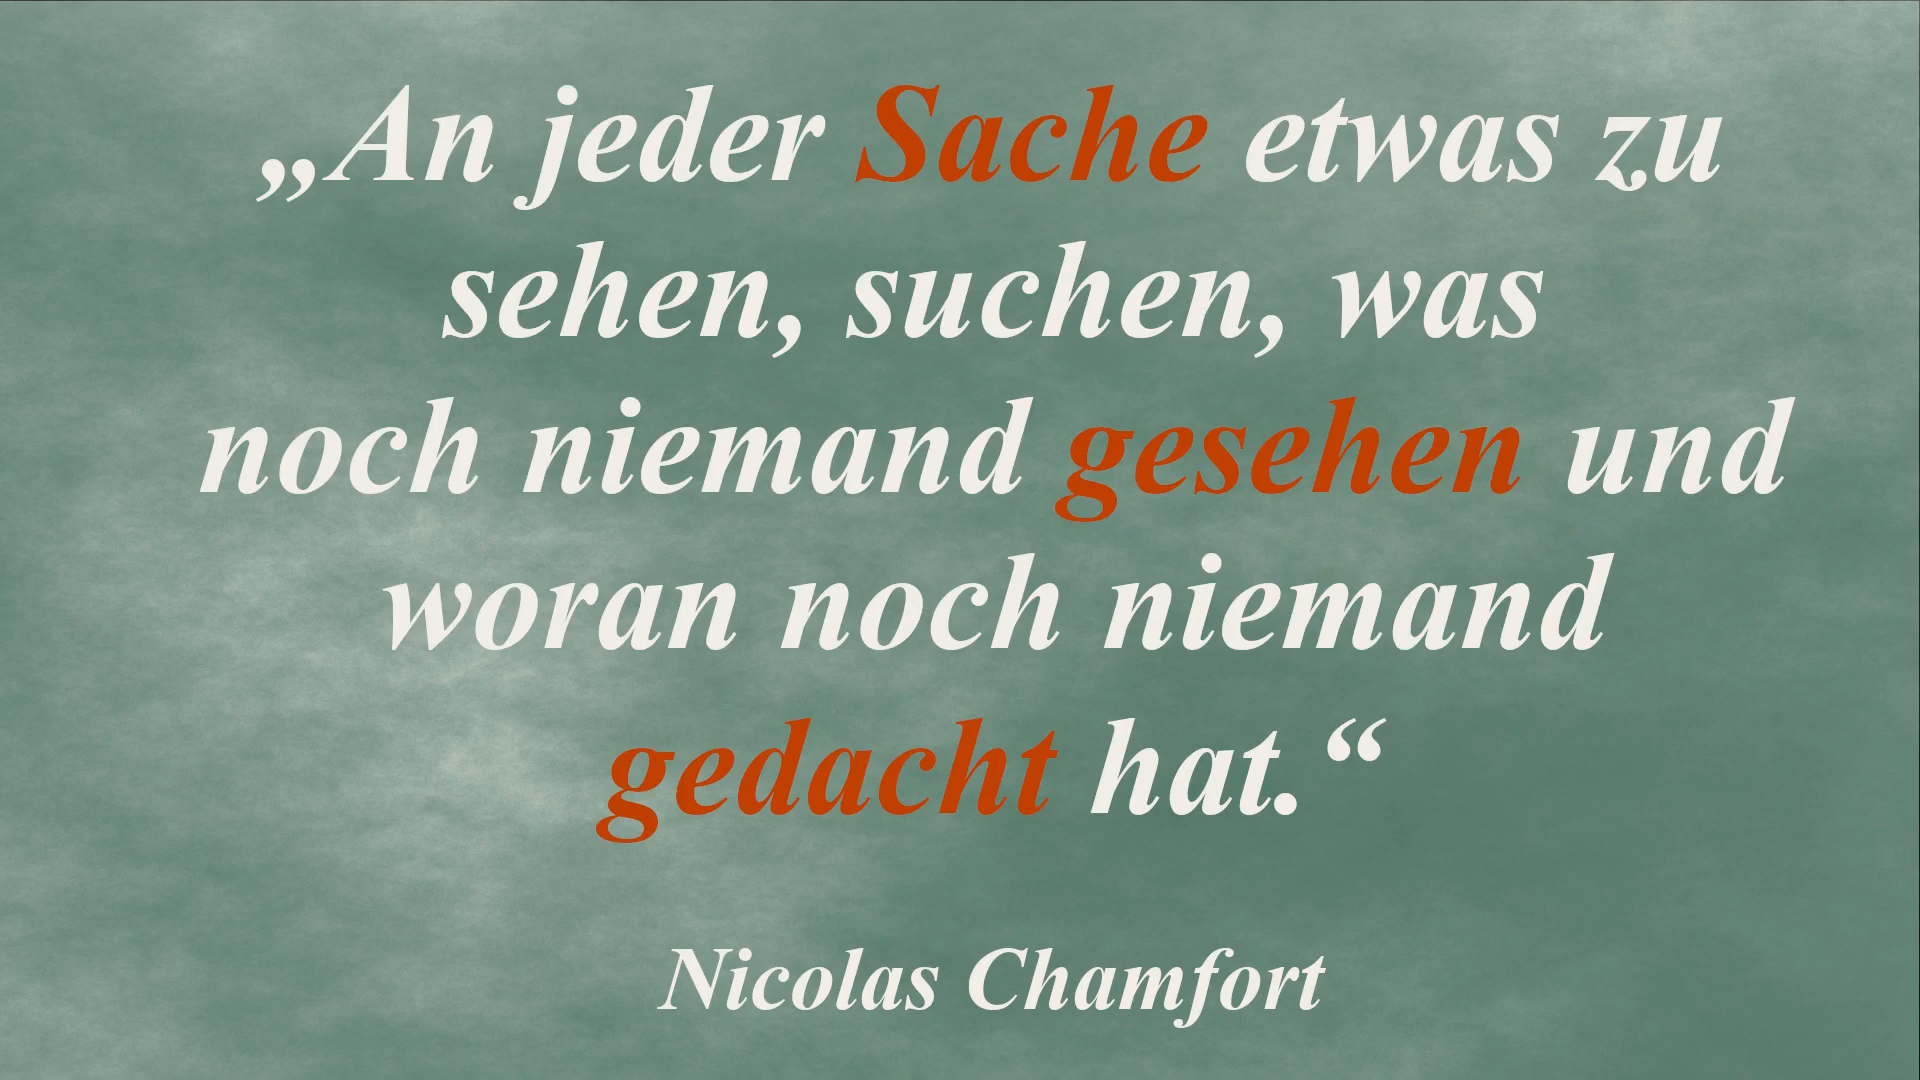 „An jeder Sache etwas zu
sehen, suchen, was
noch niemand gesehen und
woran noch niemand
gedacht hat.“
Nicolas Chamfort